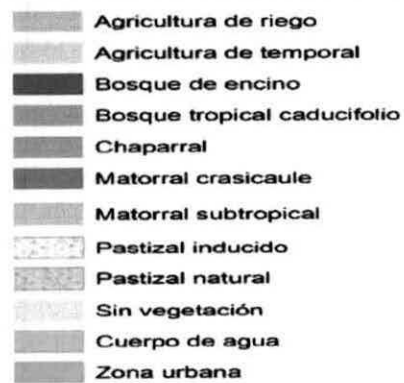 Agricultura de riego
Agricultura de temporal
Bosque de encino
Bosque tropical caducifolio
Chaparral
Matorral crasicaule
Matorral subtropical
Pastizal inducido
Pastizal natural
Sin vegetación
Cuerpo de agua
Zona urbana